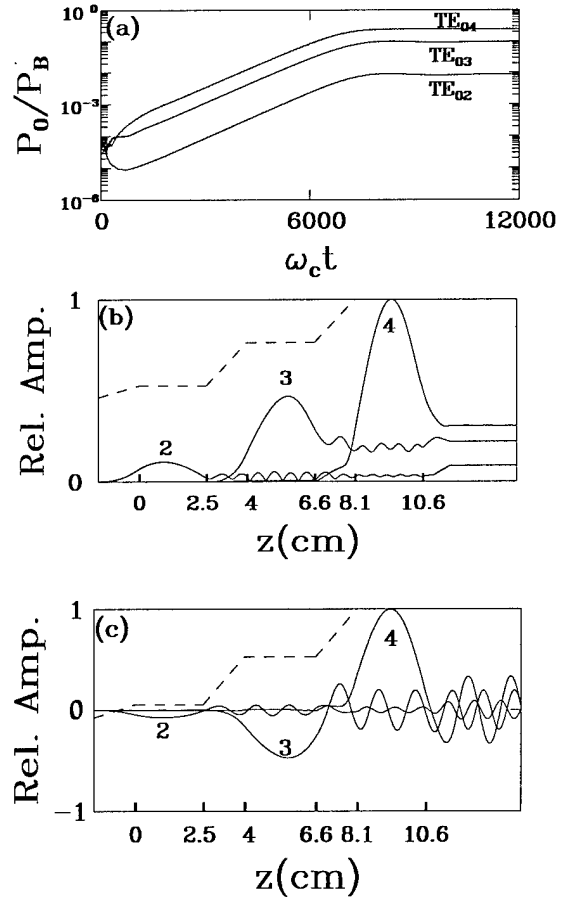 (a)
P₀/P_B
10⁰
10⁻³
10⁻⁶
TE₀₄
TE₀₃
TE₀₂
0 6000 12000
ω_c t
(b)
Rel. Amp.
1
0
2
3
4
0 2.5 4 6.6 8.1 10.6
z(cm)
(c)
Rel. Amp.
1
0
-1
2
3
4
0 2.5 4 6.6 8.1 10.6
z(cm)